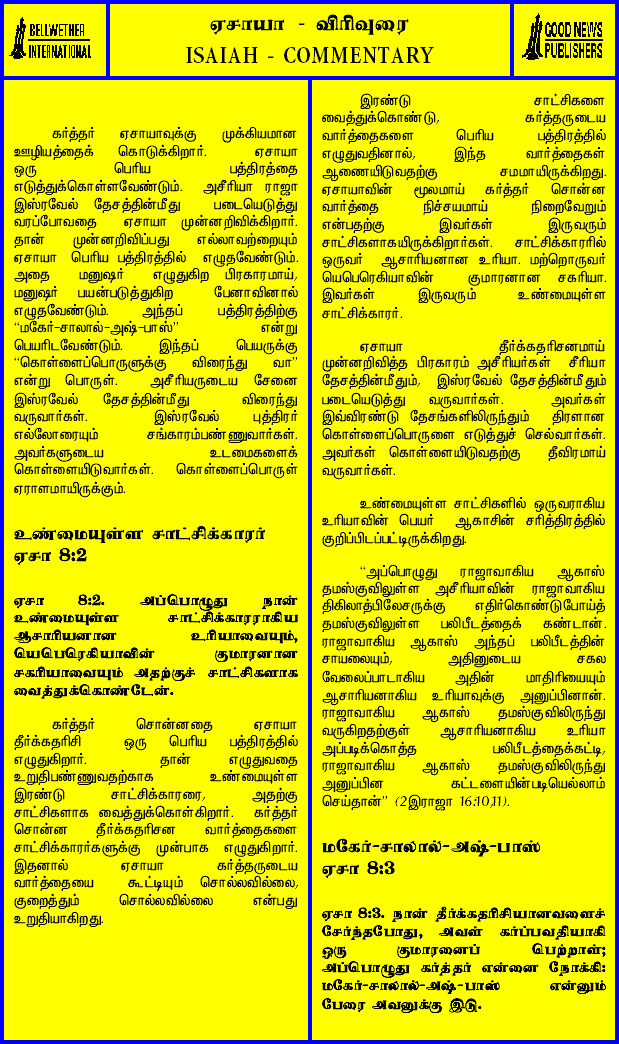 BELLWETHER
INTERNATIONAL
ஏசாயா - விரிவுரை
ISAIAH - COMMENTARY
GOOD NEWS
PUBLISHERS
கர்த்தர் ஏசாயாவுக்கு முக்கியமான
ஊழியத்தைக் கொடுக்கிறார். ஏசாயா
ஒரு பெரிய பத்திரத்தை
எடுத்துக்கொள்ளவேண்டும். அசீரியா ராஜா
இஸ்ரவேல் தேசத்தின்மீது படையெடுத்து
வரப்போவதை ஏசாயா முன்னறிவிக்கிறார்.
தான் முன்னறிவிப்பது எல்லாவற்றையும்
ஏசாயா பெரிய பத்திரத்தில் எழுதவேண்டும்.
அதை மனுஷர் எழுதுகிற பிரகாரமாய்,
மனுஷர் பயன்படுத்துகிற பேனாவினால்
எழுதவேண்டும். அந்தப் பத்திரத்திற்கு
“மகேர்-சாலால்-அஷ்-பாஸ்” என்று
பெயரிடவேண்டும். இந்தப் பெயருக்கு
“கொள்ளைப்பொருளுக்கு விரைந்து வா”
என்று பொருள். அசீரியருடைய சேனை
இஸ்ரவேல் தேசத்தின்மீது விரைந்து
வருவார்கள். இஸ்ரவேல் புத்திரர்
எல்லோரையும் சங்காரம்பண்ணுவார்கள்.
அவர்களுடைய உடமைகளைக்
கொள்ளையிடுவார்கள். கொள்ளைப்பொருள்
ஏராளமாயிருக்கும்.
உண்மையுள்ள சாட்சிக்காரர்
ஏசா 8:2
ஏசா 8:2. அப்பொழுது நான்
உண்மையுள்ள சாட்சிக்காரராகிய
ஆசாரியனான உரியாவையும்,
யெபெரெகியாவின் குமாரனான
சகரியாவையும் அதற்குச் சாட்சிகளாக
வைத்துக்கொண்டேன்.
கர்த்தர் சொன்னதை ஏசாயா
தீர்க்கதரிசி ஒரு பெரிய பத்திரத்தில்
எழுதுகிறார். தான் எழுதுவதை
உறுதிபண்ணுவதற்காக உண்மையுள்ள
இரண்டு சாட்சிக்காரரை, அதற்கு
சாட்சிகளாக வைத்துக்கொள்கிறார். கர்த்தர்
சொன்ன தீர்க்கதரிசன வார்த்தைகளை
சாட்சிக்காரர்களுக்கு முன்பாக எழுதுகிறார்.
இதனால் ஏசாயா கர்த்தருடைய
வார்த்தையை கூட்டியும் சொல்லவில்லை,
குறைத்தும் சொல்லவில்லை என்பது
உறுதியாகிறது.
இரண்டு சாட்சிகளை
வைத்துக்கொண்டு, கர்த்தருடைய
வார்த்தைகளை பெரிய பத்திரத்தில்
எழுதுவதினால், இந்த வார்த்தைகள்
ஆணையிடுவதற்கு சமமாயிருக்கிறது.
ஏசாயாவின் மூலமாய் கர்த்தர் சொன்ன
வார்த்தை நிச்சயமாய் நிறைவேறும்
என்பதற்கு இவர்கள் இருவரும்
சாட்சிகளாகயிருக்கிறார்கள். சாட்சிக்காரரில்
ஒருவர் ஆசாரியனான உரியா. மற்றொருவர்
யெபெரெகியாவின் குமாரனான சகரியா.
இவர்கள் இருவரும் உண்மையுள்ள
சாட்சிக்காரர்.
ஏசாயா தீர்க்கதரிசனமாய்
முன்னறிவித்த பிரகாரம் அசீரியர்கள் சீரியா
தேசத்தின்மீதும், இஸ்ரவேல் தேசத்தின்மீதும்
படையெடுத்து வருவார்கள். அவர்கள்
இவ்விரண்டு தேசங்களிலிருந்தும் திரளான
கொள்ளைப்பொருளை எடுத்துச் செல்வார்கள்.
அவர்கள் கொள்ளையிடுவதற்கு தீவிரமாய்
வருவார்கள்.
உண்மையுள்ள சாட்சிகளில் ஒருவராகிய
உரியாவின் பெயர் ஆகாசின் சரித்திரத்தில்
குறிப்பிடப்பட்டிருக்கிறது.
“அப்பொழுது ராஜாவாகிய ஆகாஸ்
தமஸ்குவிலுள்ள அசீரியாவின் ராஜாவாகிய
திகிலாத்பிலேசருக்கு எதிர்கொண்டுபோய்த்
தமஸ்குவிலுள்ள பலிபீடத்தைக் கண்டான்.
ராஜாவாகிய ஆகாஸ் அந்தப் பலிபீடத்தின்
சாயலையும், அதினுடைய சகல
வேலைப்பாடாகிய அதின் மாதிரியையும்
ஆசாரியனாகிய உரியாவுக்கு அனுப்பினான்.
ராஜாவாகிய ஆகாஸ் தமஸ்குவிலிருந்து
வருகிறதற்குள் ஆசாரியனாகிய உரியா
அப்படிக்கொத்த பலிபீடத்தைக்கட்டி,
ராஜாவாகிய ஆகாஸ் தமஸ்குவிலிருந்து
அனுப்பின கட்டளையின்படியெல்லாம்
செய்தான்” (2இராஜா 16:10,11).
மகேர்-சாலால்-அஷ்-பாஸ்
ஏசா 8:3
ஏசா 8:3. நான் தீர்க்கதரிசியானவளைச்
சேர்ந்தபோது, அவள் கர்ப்பவதியாகி
ஒரு குமாரனைப் பெற்றாள்;
அப்பொழுது கர்த்தர் என்னை நோக்கி:
மகேர்-சாலால்-அஷ்-பாஸ் என்னும்
பேரை அவனுக்கு இடு.